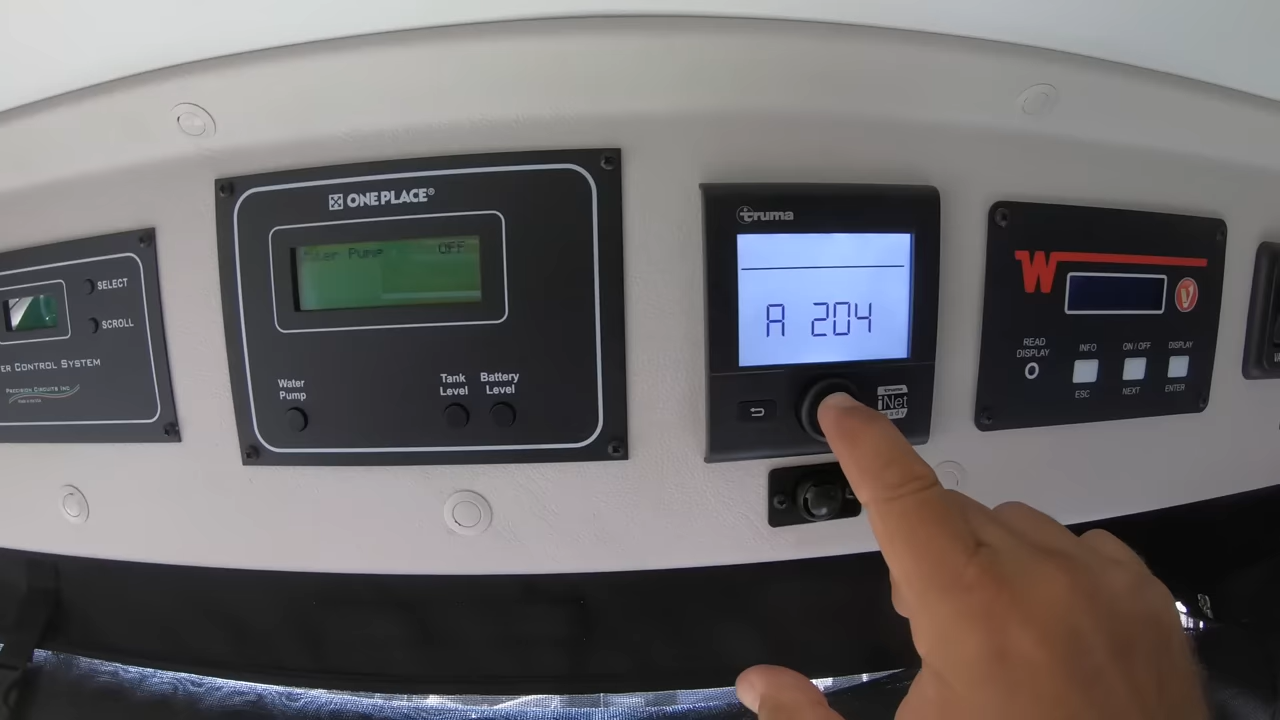 SELECT
SCROLL
ER CONTROL SYSTEM
PRECISION CIRCUITS INC.
ONE PLACE®
Pump OFF
Water
Pump
Tank
Level
Battery
Level
truma
A 204
iNet
W
V
READ
DISPLAY
INFO
ON / OFF
DISPLAY
ESC
NEXT
ENTER